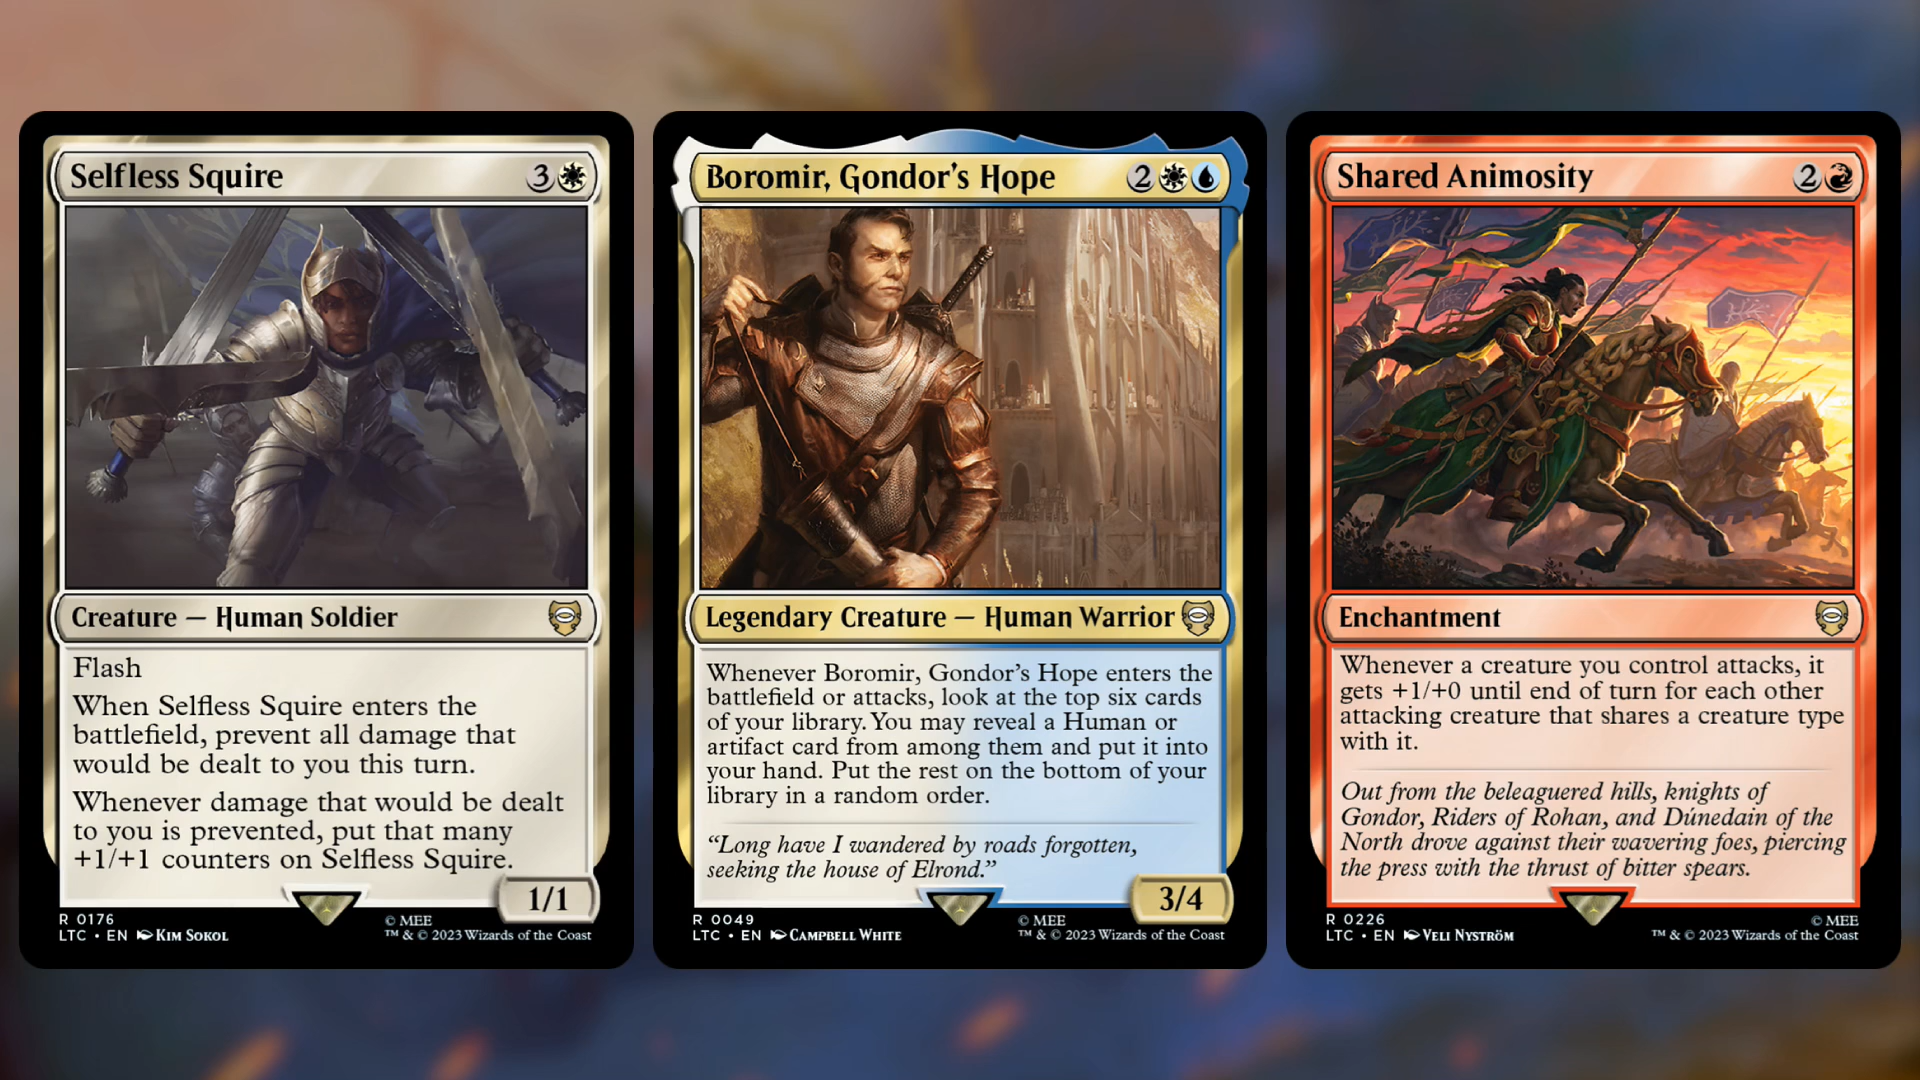 Selfless Squire
3
Creature — Human Soldier
Flash
When Selfless Squire enters the
battlefield, prevent all damage that
would be dealt to you this turn.
Whenever damage that would be dealt
to you is prevented, put that many
+1/+1 counters on Selfless Squire.
1/1
R 0176
LTC • EN Kim Sokol
© MEE
™ & © 2023 Wizards of the Coast
Boromir, Gondor's Hope
2
Legendary Creature — Human Warrior
Whenever Boromir, Gondor's Hope enters the
battlefield or attacks, look at the top six cards
of your library. You may reveal a Human or
artifact card from among them and put it into
your hand. Put the rest on the bottom of your
library in a random order.
“Long have I wandered by roads forgotten,
seeking the house of Elrond.”
3/4
R 0049
LTC • EN Campbell White
© MEE
™ & © 2023 Wizards of the Coast
Shared Animosity
2
Enchantment
Whenever a creature you control attacks, it
gets +1/+0 until end of turn for each other
attacking creature that shares a creature type
with it.
Out from the beleaguered hills, knights of
Gondor, Riders of Rohan, and Dúnedain of the
North drove against their wavering foes, piercing
the press with the thrust of bitter spears.
R 0226
LTC • EN Veli Nyström
© MEE
™ & © 2023 Wizards of the Coast